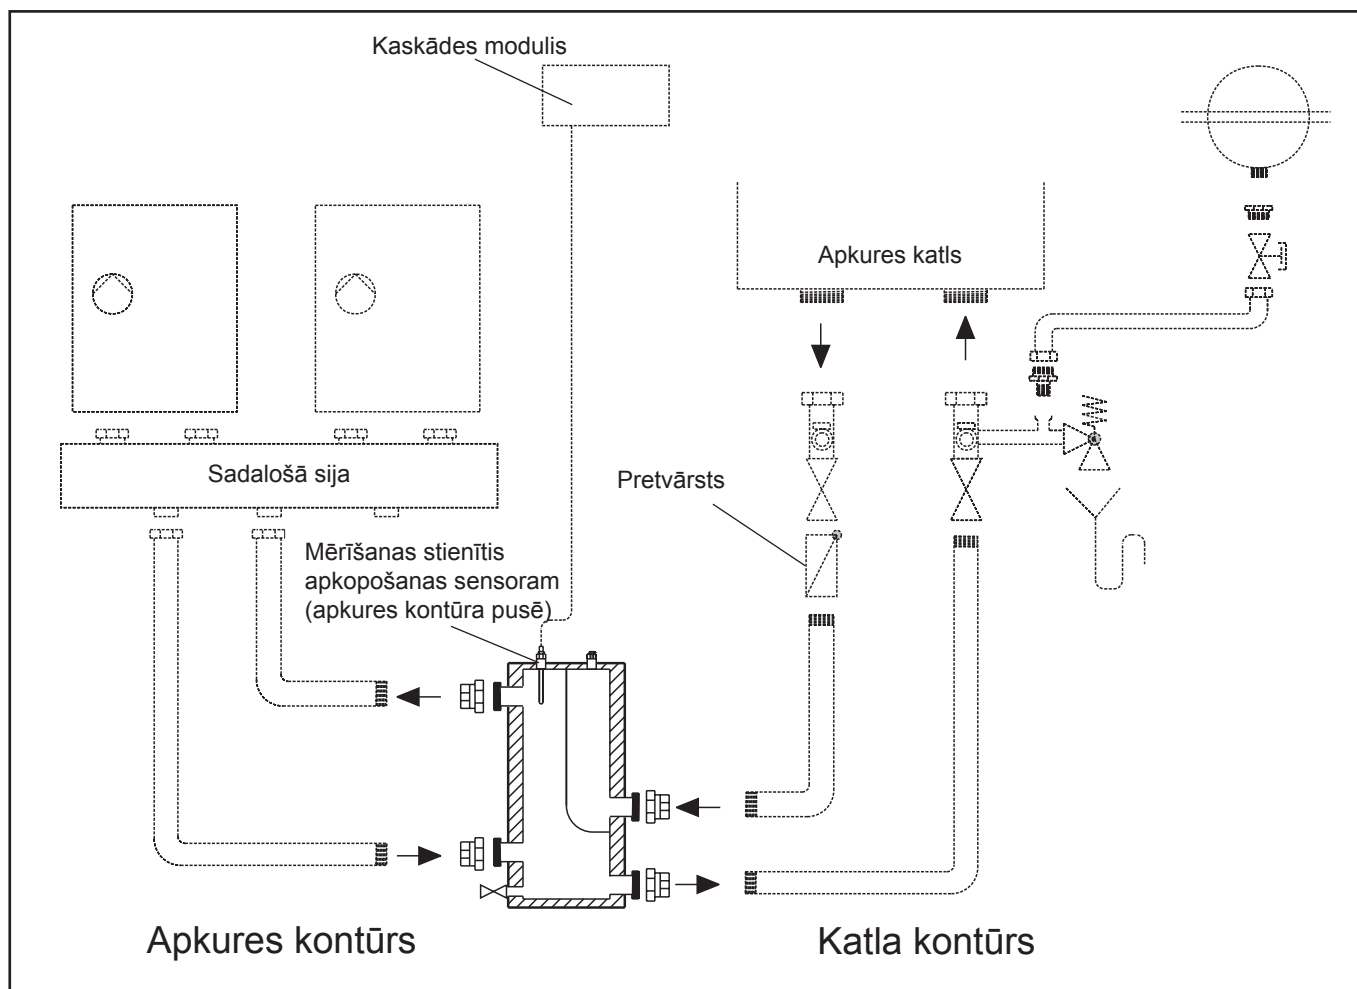 Kaskādes modulis
Apkures katls
Sadalošā sija
Pretvārsts
Mērīšanas stienītis
apkopošanas sensoram
(apkures kontūra pusē)
Apkures kontūrs
Katla kontūrs